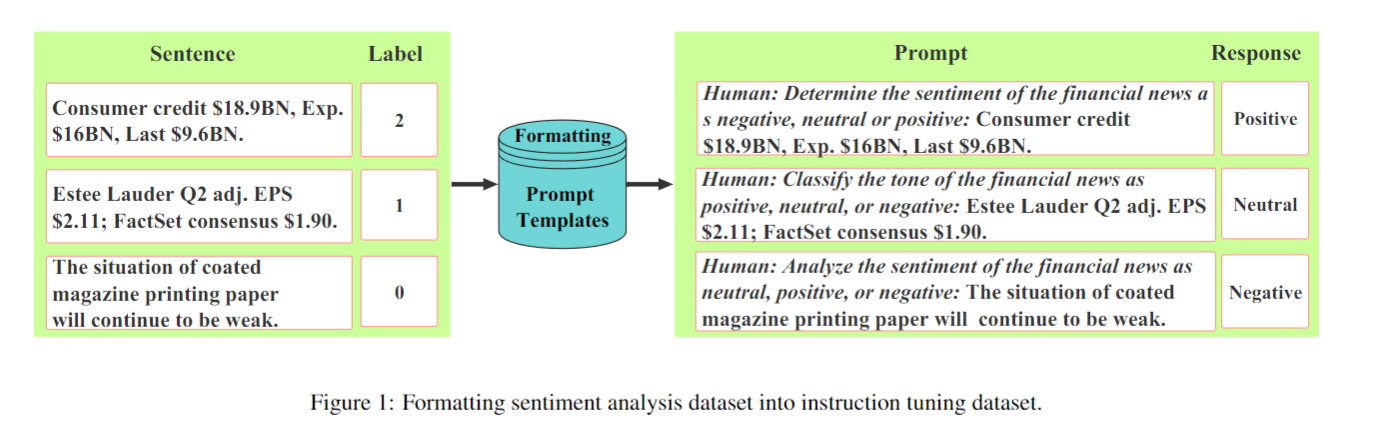 Sentence Label
Consumer credit $18.9BN, Exp.
$16BN, Last $9.6BN.
2
Estee Lauder Q2 adj. EPS
$2.11; FactSet consensus $1.90.
1
The situation of coated
magazine printing paper
will continue to be weak.
0
Formatting
Prompt
Templates
Prompt Response
Human: Determine the sentiment of the financial news a
s negative, neutral or positive: Consumer credit
$18.9BN, Exp. $16BN, Last $9.6BN.
Positive
Human: Classify the tone of the financial news as
positive, neutral, or negative: Estee Lauder Q2 adj. EPS
$2.11; FactSet consensus $1.90.
Neutral
Human: Analyze the sentiment of the financial news as
neutral, positive, or negative: The situation of coated
magazine printing paper will continue to be weak.
Negative
Figure 1: Formatting sentiment analysis dataset into instruction tuning dataset.